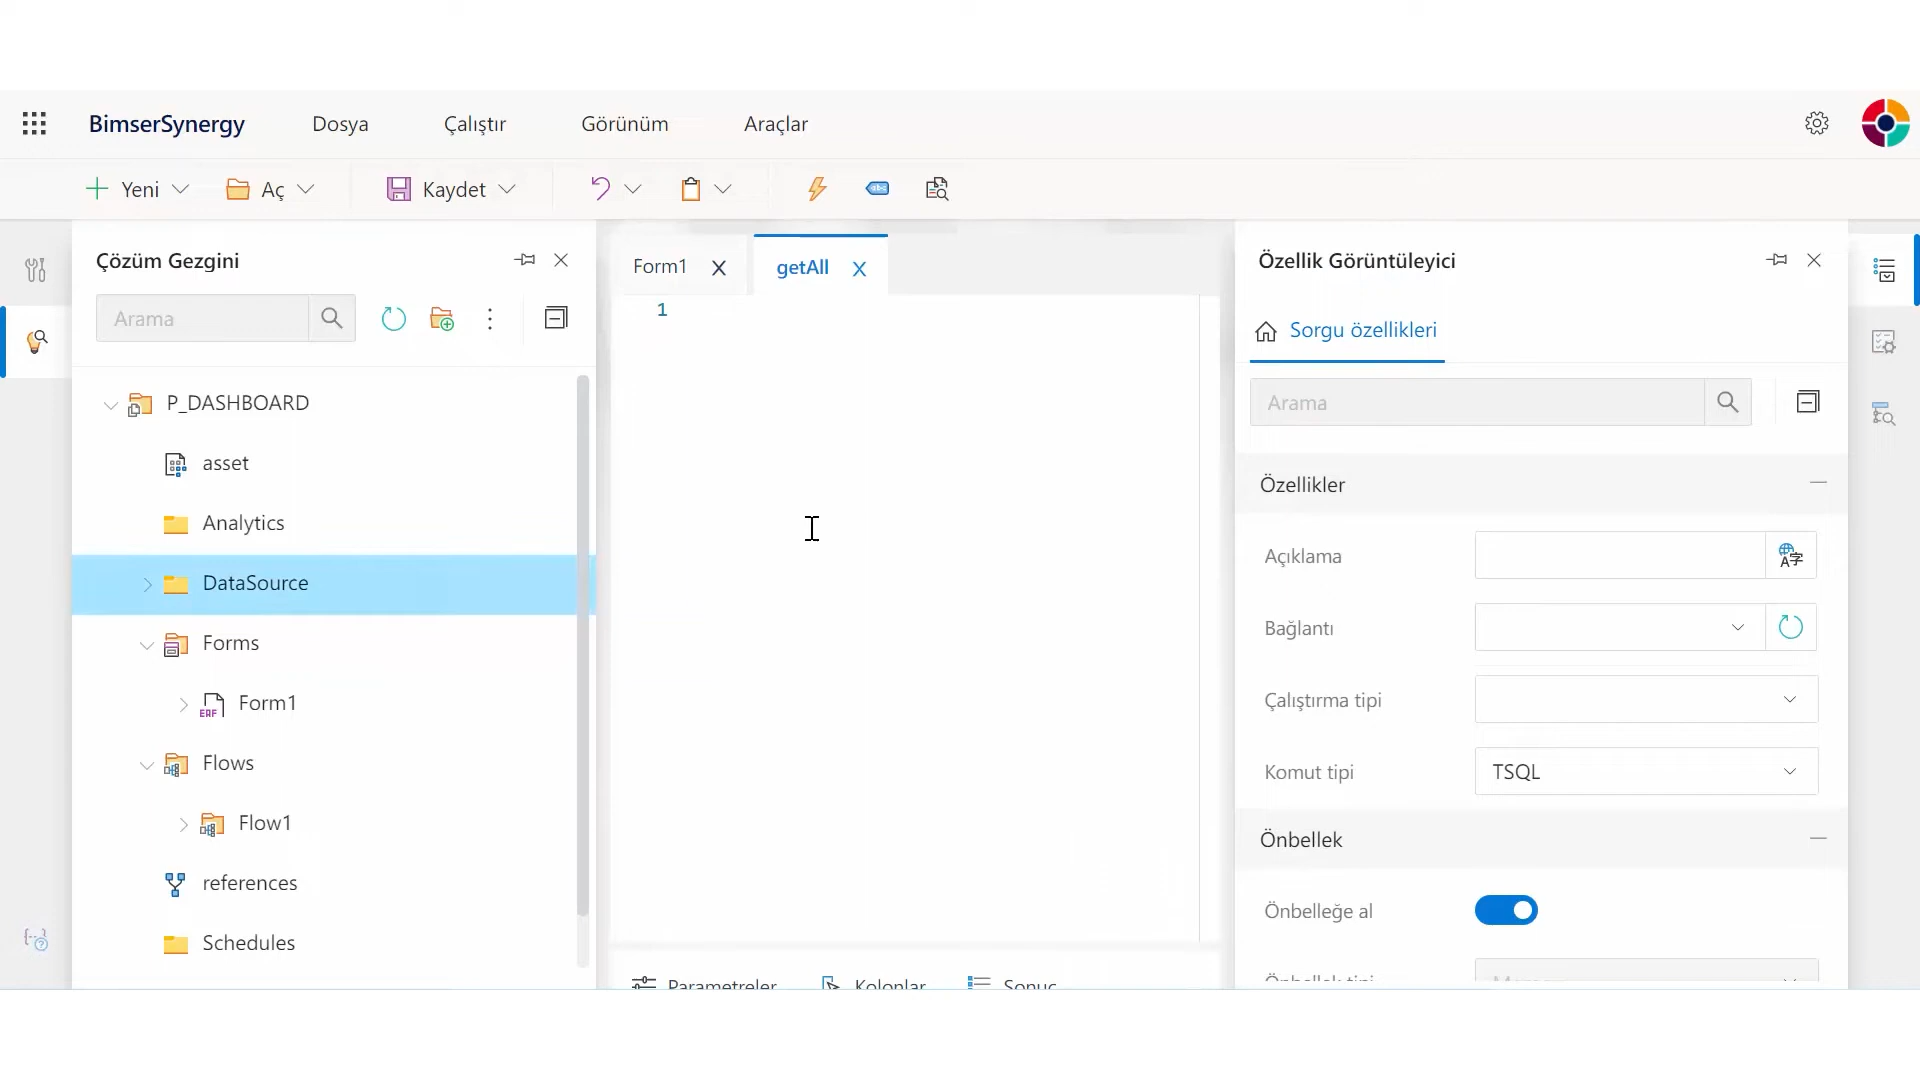 BimserSynergy Dosya Çalıştır Görünüm Araçlar
Yeni Aç Kaydet
Çözüm Gezgini
Arama
P_DASHBOARD
asset
Analytics
DataSource
Forms
Form1
Flows
Flow1
references
Schedules
Form1 getAll
1
Parametreler Kolonlar Sonuç
Özellik Görüntüleyici
Sorgu özellikleri
Arama
Özellikler
Açıklama
Bağlantı
Çalıştırma tipi
Komut tipi TSQL
Önbellek
Önbelleğe al
Önbellek tipi